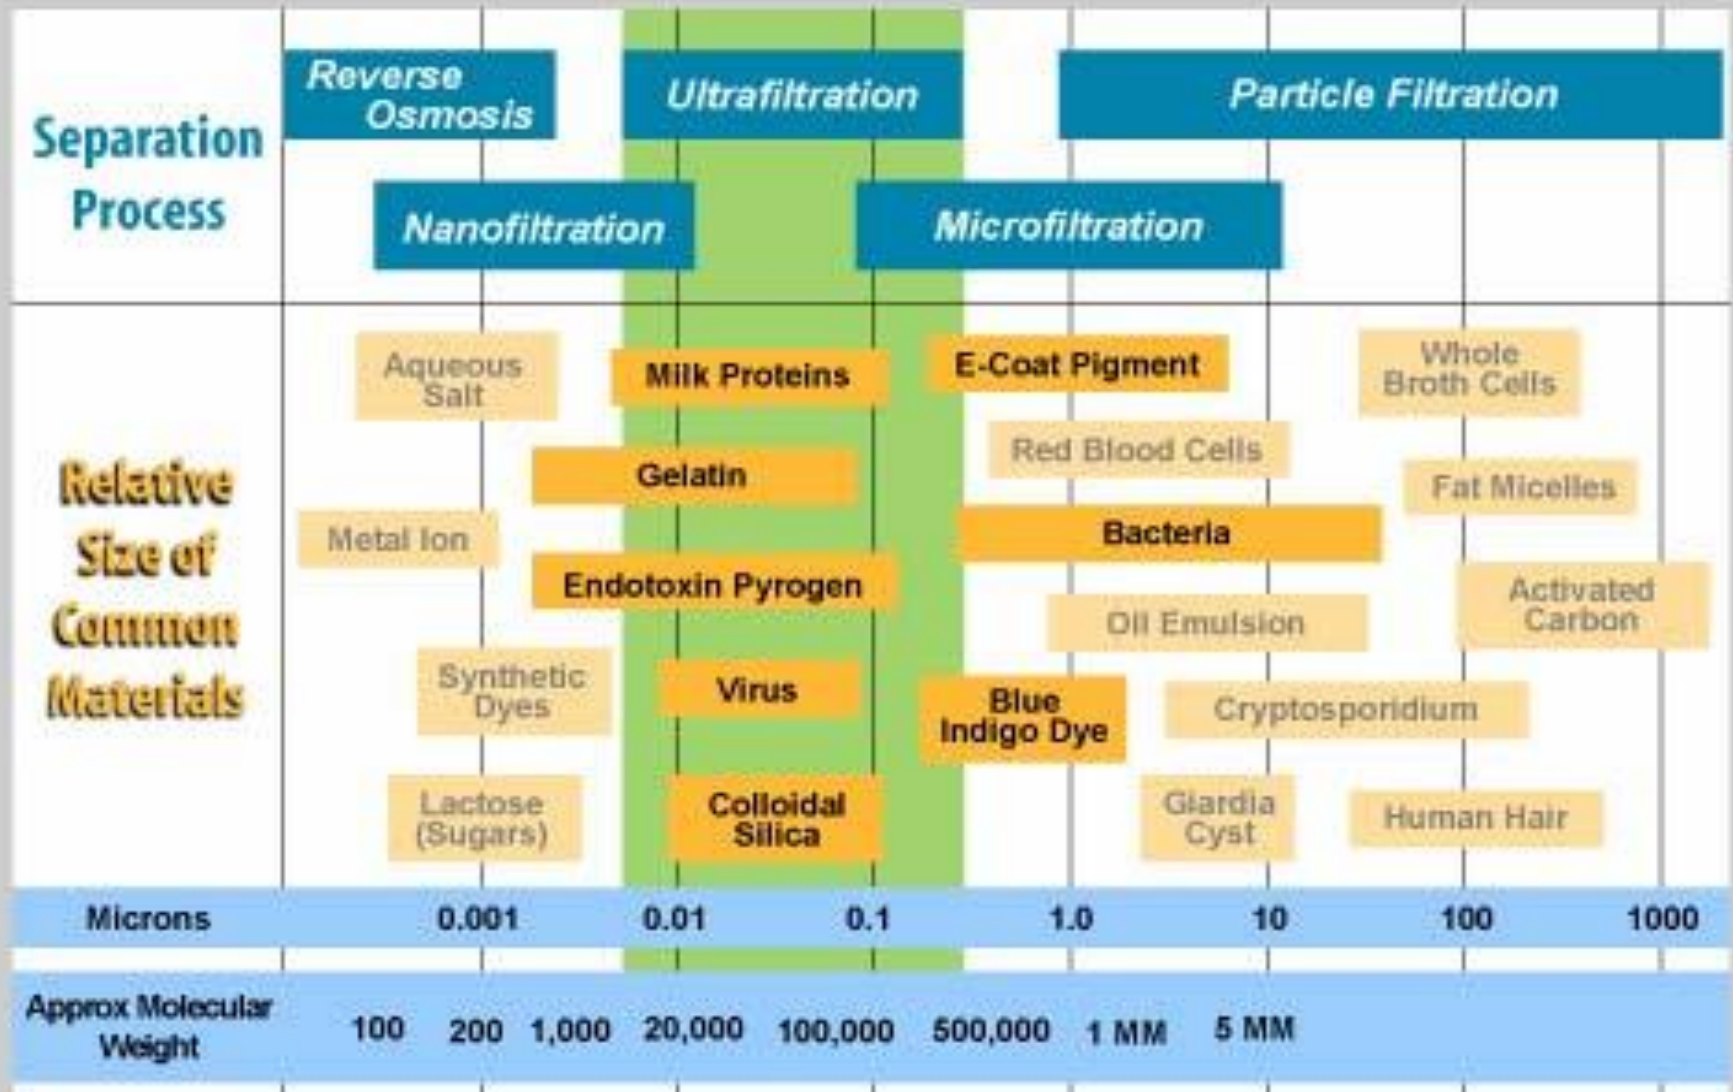 Separation
Process
Reverse
Osmosis
Ultrafiltration
Particle Filtration
Nanofiltration
Microfiltration
Relative
Size of
Common
Materials
Aqueous
Salt
Milk Proteins
E-Coat Pigment
Whole
Broth Cells
Red Blood Cells
Gelatin
Fat Micelles
Metal Ion
Bacteria
Endotoxin Pyrogen
Activated
Carbon
Oil Emulsion
Synthetic
Dyes
Virus
Blue
Indigo Dye
Cryptosporidium
Lactose
(Sugars)
Colloidal
Silica
Giardia
Cyst
Human Hair
Microns 0.001 0.01 0.1 1.0 10 100 1000
Approx Molecular
Weight
100 200 1,000 20,000 100,000 500,000 1 MM 5 MM